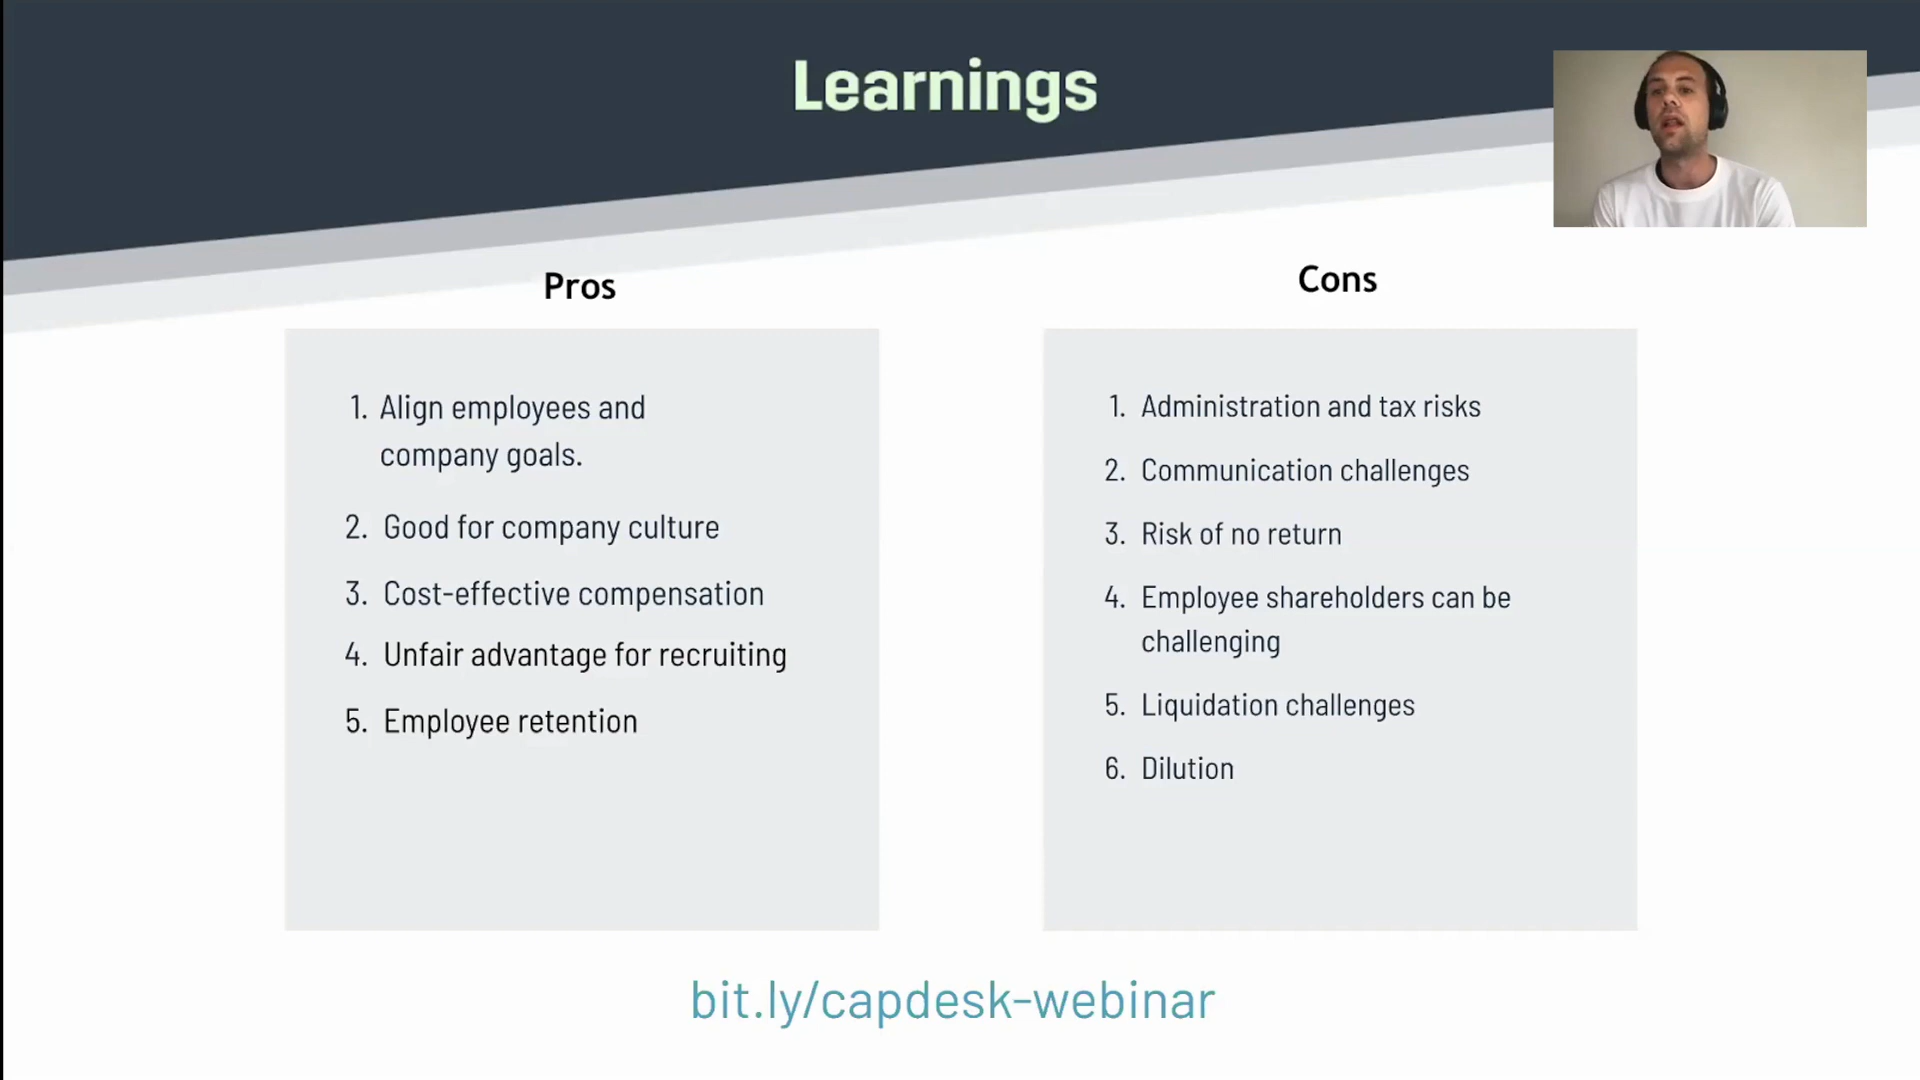 Learnings
Pros
1. Align employees and
company goals.
2. Good for company culture
3. Cost-effective compensation
4. Unfair advantage for recruiting
5. Employee retention
Cons
1. Administration and tax risks
2. Communication challenges
3. Risk of no return
4. Employee shareholders can be
challenging
5. Liquidation challenges
6. Dilution
bit.ly/capdesk-webinar